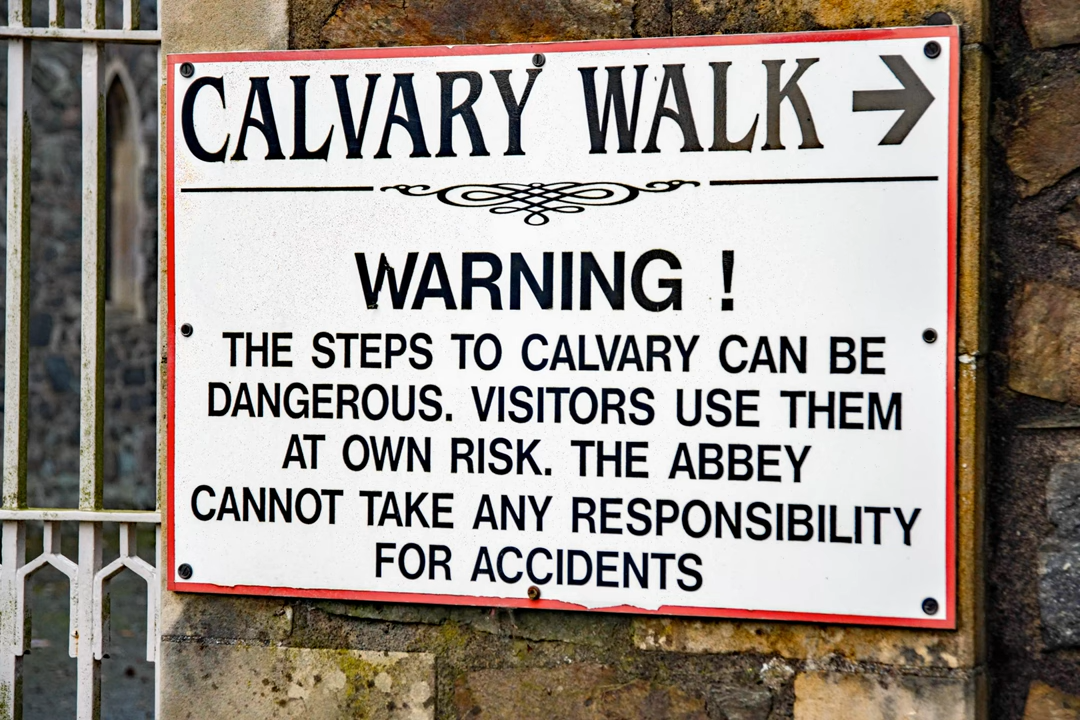 CALVARY WALK →
WARNING !
THE STEPS TO CALVARY CAN BE
DANGEROUS. VISITORS USE THEM
AT OWN RISK. THE ABBEY
CANNOT TAKE ANY RESPONSIBILITY
FOR ACCIDENTS